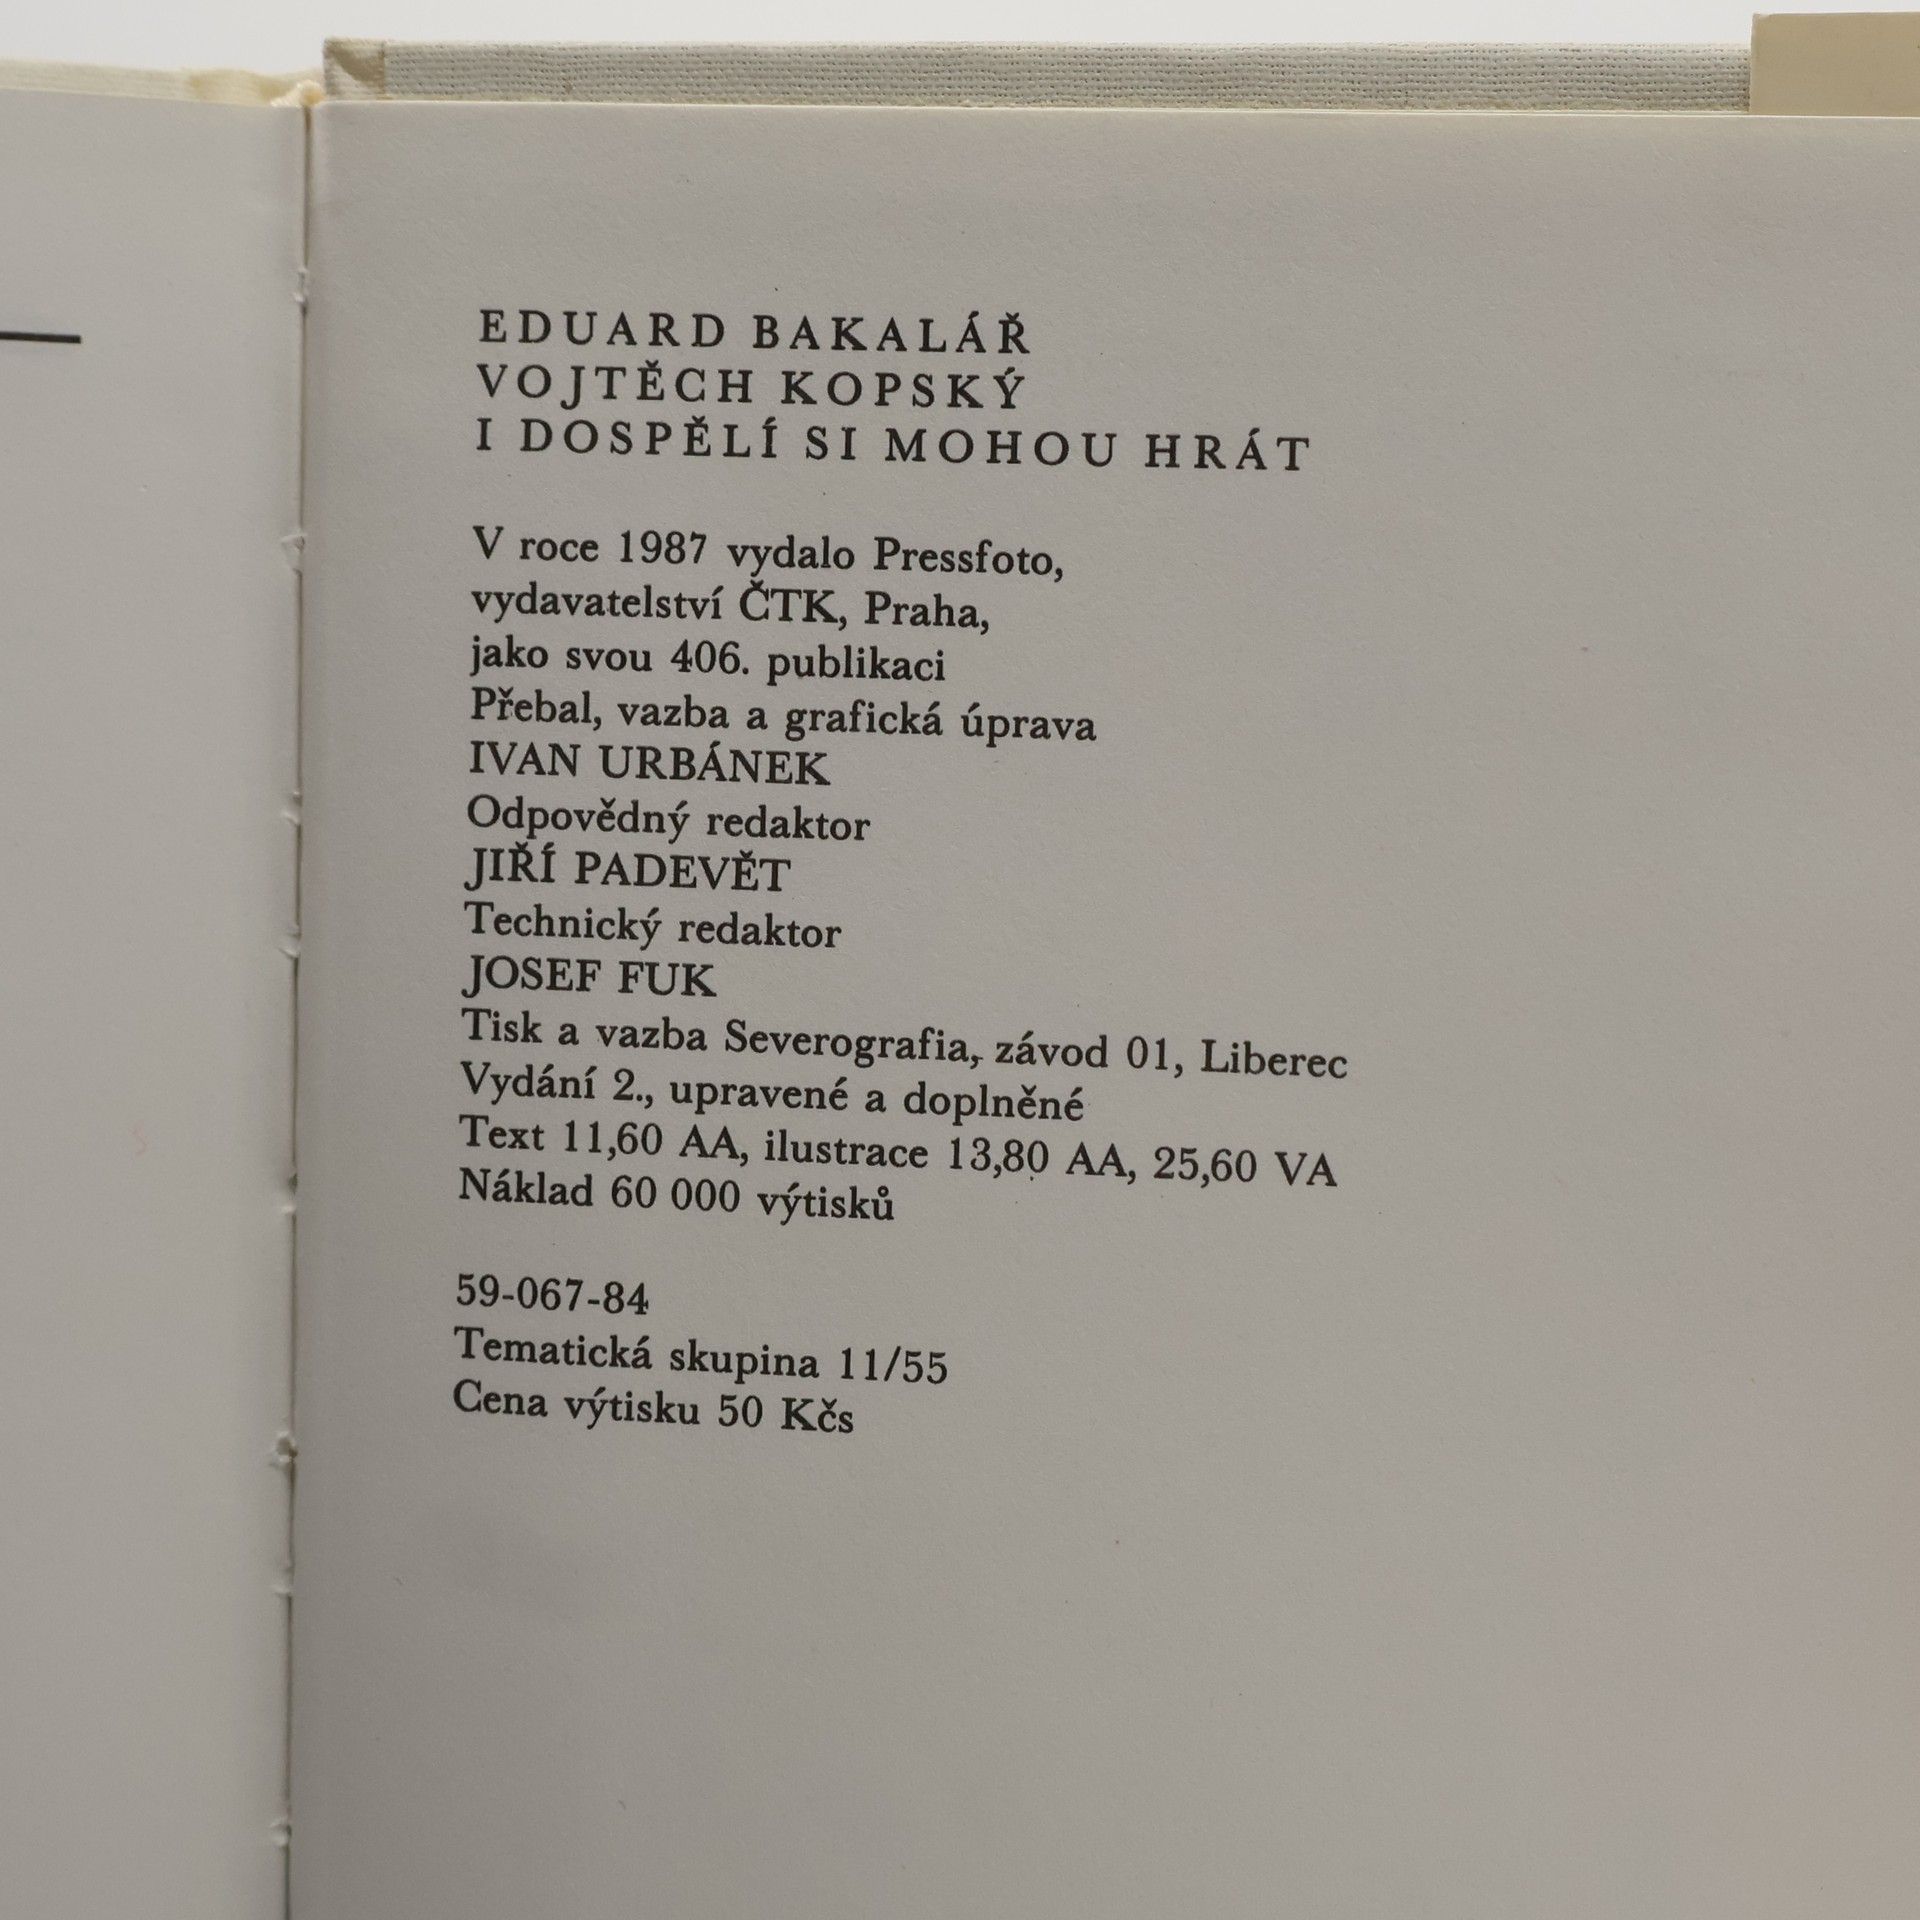 EDUARD BAKALÁŘ
VOJTĚCH KOPSKÝ
I DOSPĚLÍ SI MOHOU HRÁT
V roce 1987 vydalo Pressfoto,
vydavatelství ČTK, Praha,
jako svou 406. publikaci
Přebal, vazba a grafická úprava
IVAN URBÁNEK
Odpovědný redaktor
JIŘÍ PADEVĚT
Technický redaktor
JOSEF FUK
Tisk a vazba Severografia, závod 01, Liberec
Vydání 2., upravené a doplněné
Text 11,60 AA, ilustrace 13,80 AA, 25,60 VA
Náklad 60 000 výtisků
59-067-84
Tematická skupina 11/55
Cena výtisku 50 Kčs